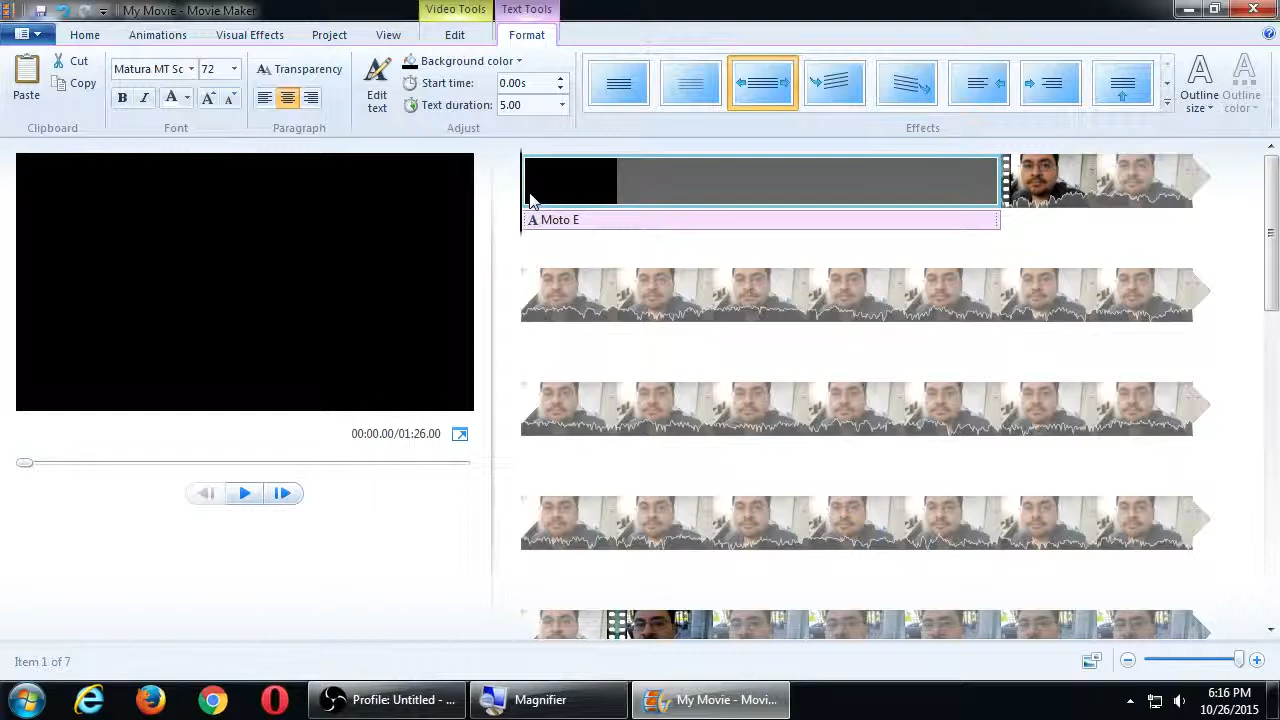 My Movie - Movie Maker
Video Tools
Text Tools
Home
Animations
Visual Effects
Project
View
Edit
Format
Paste
Cut
Copy
Clipboard
Matura MT Sc
72
B I A A A
Font
Transparency
Paragraph
Edit
text
Background color
Start time: 0.00s
Text duration: 5.00
Adjust
Effects
Outline
size
Outline
color
A Moto E
00:00.00/01:26.00
Item 1 of 7
Profile: Untitled - ...
Magnifier
My Movie - Movi...
6:16 PM
10/26/2015